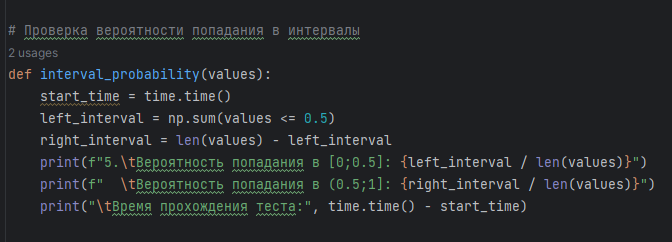 # Проверка вероятности попадания в интервалы
2 usages
def interval_probability(values):
    start_time = time.time()
    left_interval = np.sum(values <= 0.5)
    right_interval = len(values) - left_interval
    print(f"5.\tВероятность попадания в [0;0.5]: {left_interval / len(values)}")
    print(f"  \tВероятность попадания в (0.5;1]: {right_interval / len(values)}")
    print("\tВремя прохождения теста:", time.time() - start_time)